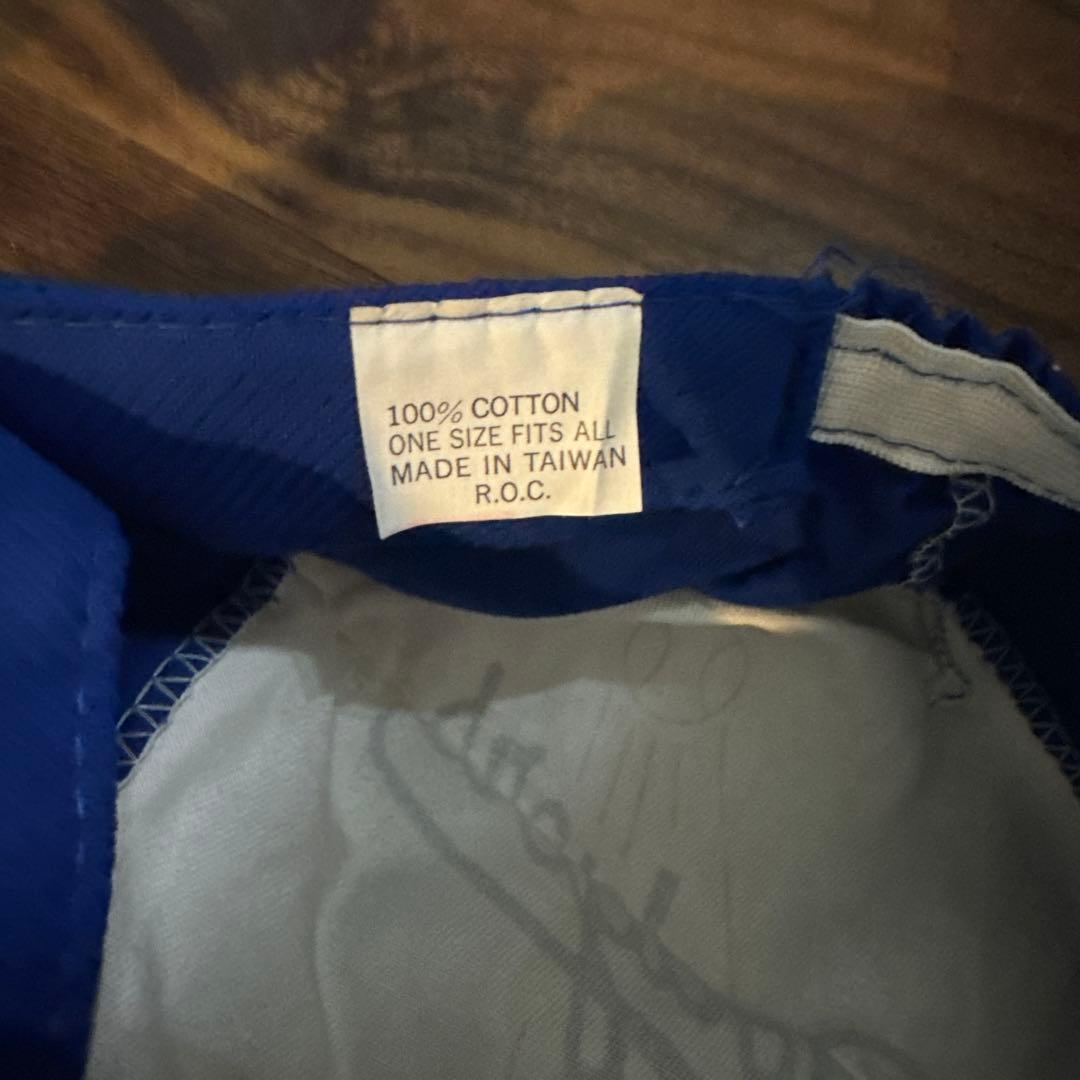 100% COTTON
ONE SIZE FITS ALL
MADE IN TAIWAN
R.O.C.